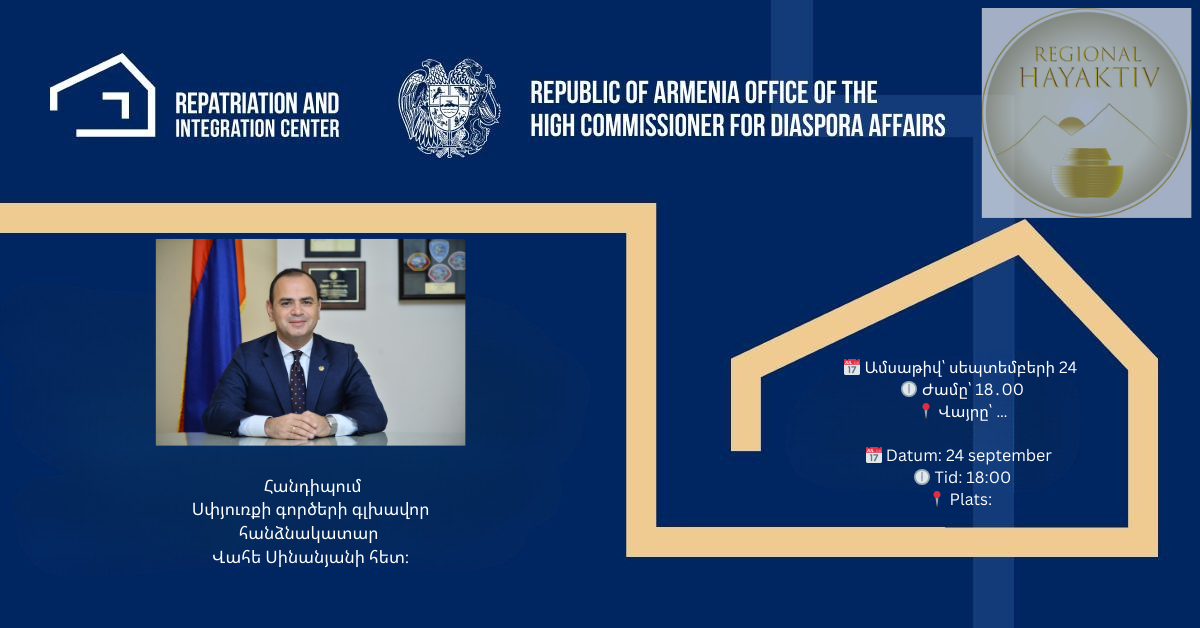 REPATRIATION AND
INTEGRATION CENTER
REPUBLIC OF ARMENIA OFFICE OF THE
HIGH COMMISSIONER FOR DIASPORA AFFAIRS
REGIONAL
HAYAKTIV
Հանդիպում
Սփյուռքի գործերի գլխավոր
հանձնակատար
Վահե Սինանյանի հետ:
📅 Ամսաթիվ՝ սեպտեմբերի 24
🕕 Ժամը՝ 18.00
📍 Վայրը՝ ...
📅 Datum: 24 september
🕕 Tid: 18:00
📍 Plats: